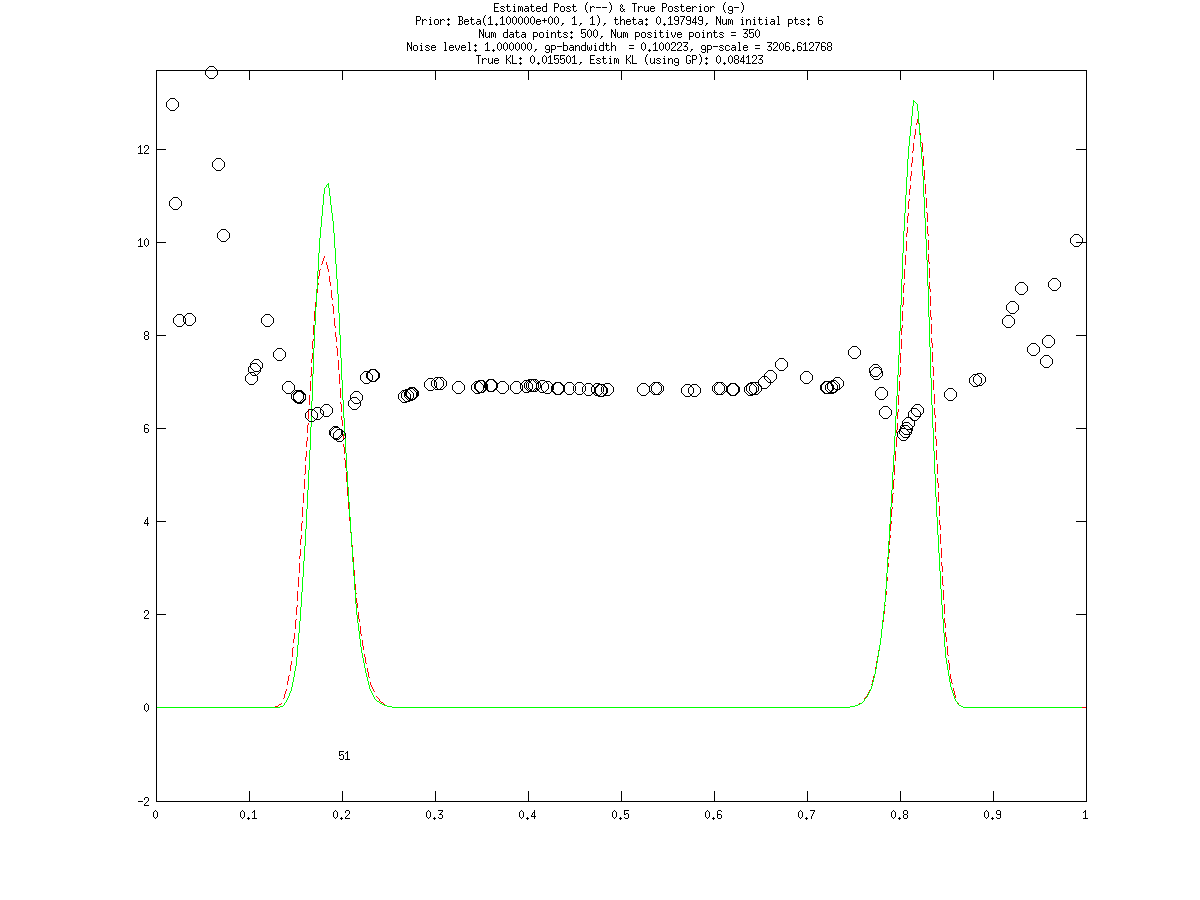 Estimated Post (r--) & True Posterior (g-)
Prior: Beta(1.100000e+00, 1, 1), theta: 0.197949, Num initial pts: 6
Num data points: 500, Num positive points = 350
Noise level: 1.000000, gp-bandwidth = 0.100223, gp-scale = 3206.612768
True KL: 0.015501, Estim KL (using GP): 0.084123
12
10
8
6
4
2
0
51
-2
0 0.1 0.2 0.3 0.4 0.5 0.6 0.7 0.8 0.9 1